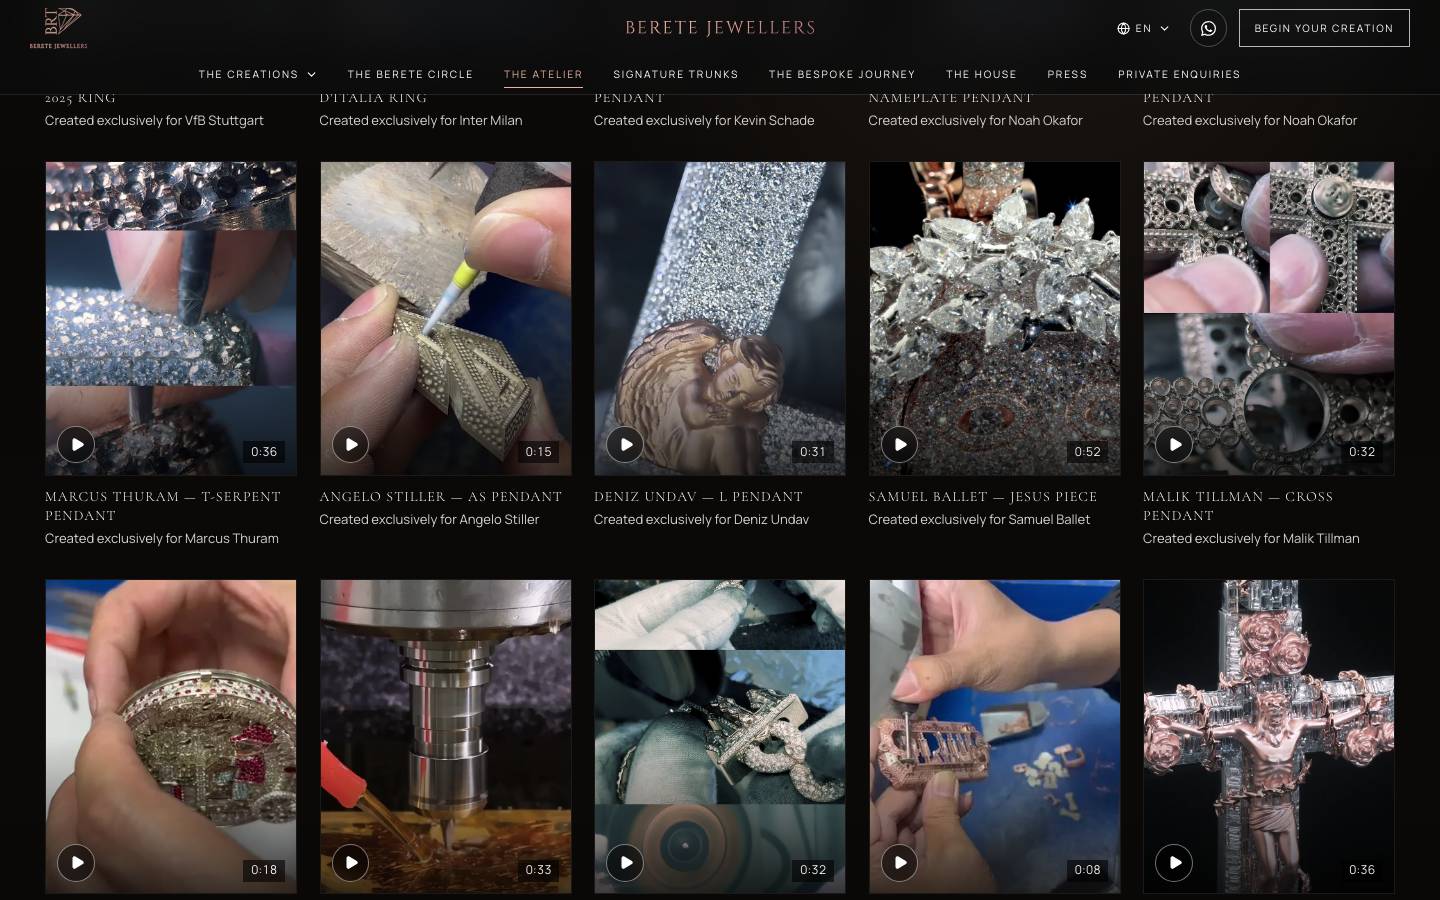 BRT
BERETE JEWELLERS
BERETE JEWELLERS
EN
BEGIN YOUR CREATION
THE CREATIONS
THE BERETE CIRCLE
THE ATELIER
SIGNATURE TRUNKS
THE BESPOKE JOURNEY
THE HOUSE
PRESS
PRIVATE ENQUIRIES
2025 RING
Created exclusively for VfB Stuttgart
D'ITALIA RING
Created exclusively for Inter Milan
PENDANT
Created exclusively for Kevin Schade
NAMEPLATE PENDANT
Created exclusively for Noah Okafor
PENDANT
Created exclusively for Noah Okafor
0:36
MARCUS THURAM — T-SERPENT
PENDANT
Created exclusively for Marcus Thuram
0:15
ANGELO STILLER — AS PENDANT
Created exclusively for Angelo Stiller
0:31
DENIZ UNDAV — L PENDANT
Created exclusively for Deniz Undav
0:52
SAMUEL BALLET — JESUS PIECE
Created exclusively for Samuel Ballet
0:32
MALIK TILLMAN — CROSS
PENDANT
Created exclusively for Malik Tillman
0:18
0:33
0:32
0:08
0:36